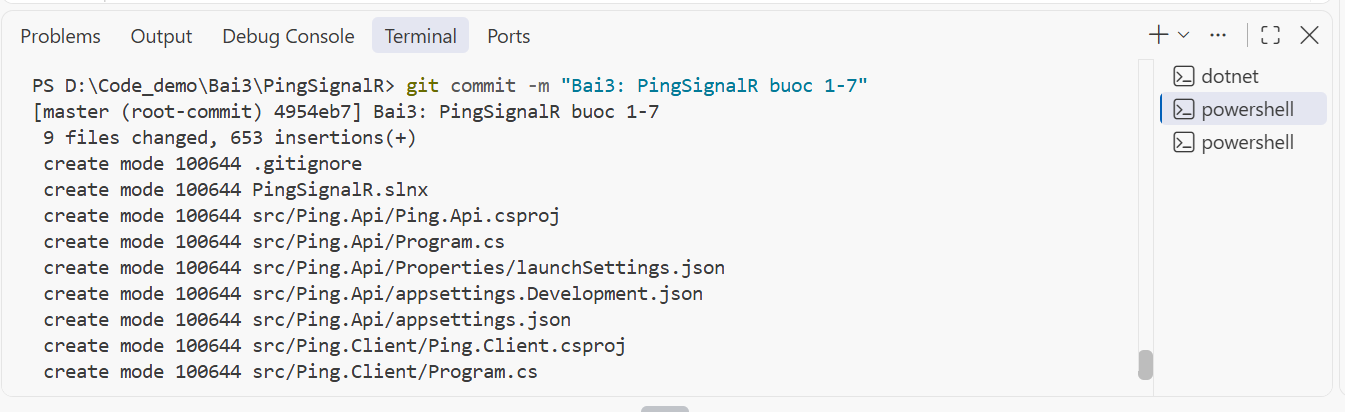 Problems Output Debug Console Terminal Ports
PS D:\Code_demo\Bai3\PingSignalR> git commit -m "Bai3: PingSignalR buoc 1-7"
[master (root-commit) 4954eb7] Bai3: PingSignalR buoc 1-7
 9 files changed, 653 insertions(+)
 create mode 100644 .gitignore
 create mode 100644 PingSignalR.slnx
 create mode 100644 src/Ping.Api/Ping.Api.csproj
 create mode 100644 src/Ping.Api/Program.cs
 create mode 100644 src/Ping.Api/Properties/launchSettings.json
 create mode 100644 src/Ping.Api/appsettings.Development.json
 create mode 100644 src/Ping.Api/appsettings.json
 create mode 100644 src/Ping.Client/Ping.Client.csproj
 create mode 100644 src/Ping.Client/Program.cs
dotnet
powershell
powershell